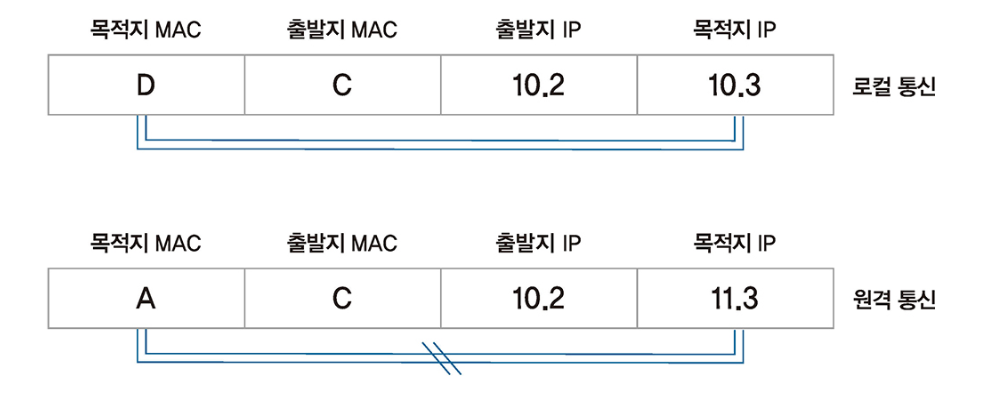 목적지 MAC 출발지 MAC 출발지 IP 목적지 IP
D C 10.2 10.3 로컬 통신
목적지 MAC 출발지 MAC 출발지 IP 목적지 IP
A C 10.2 11.3 원격 통신